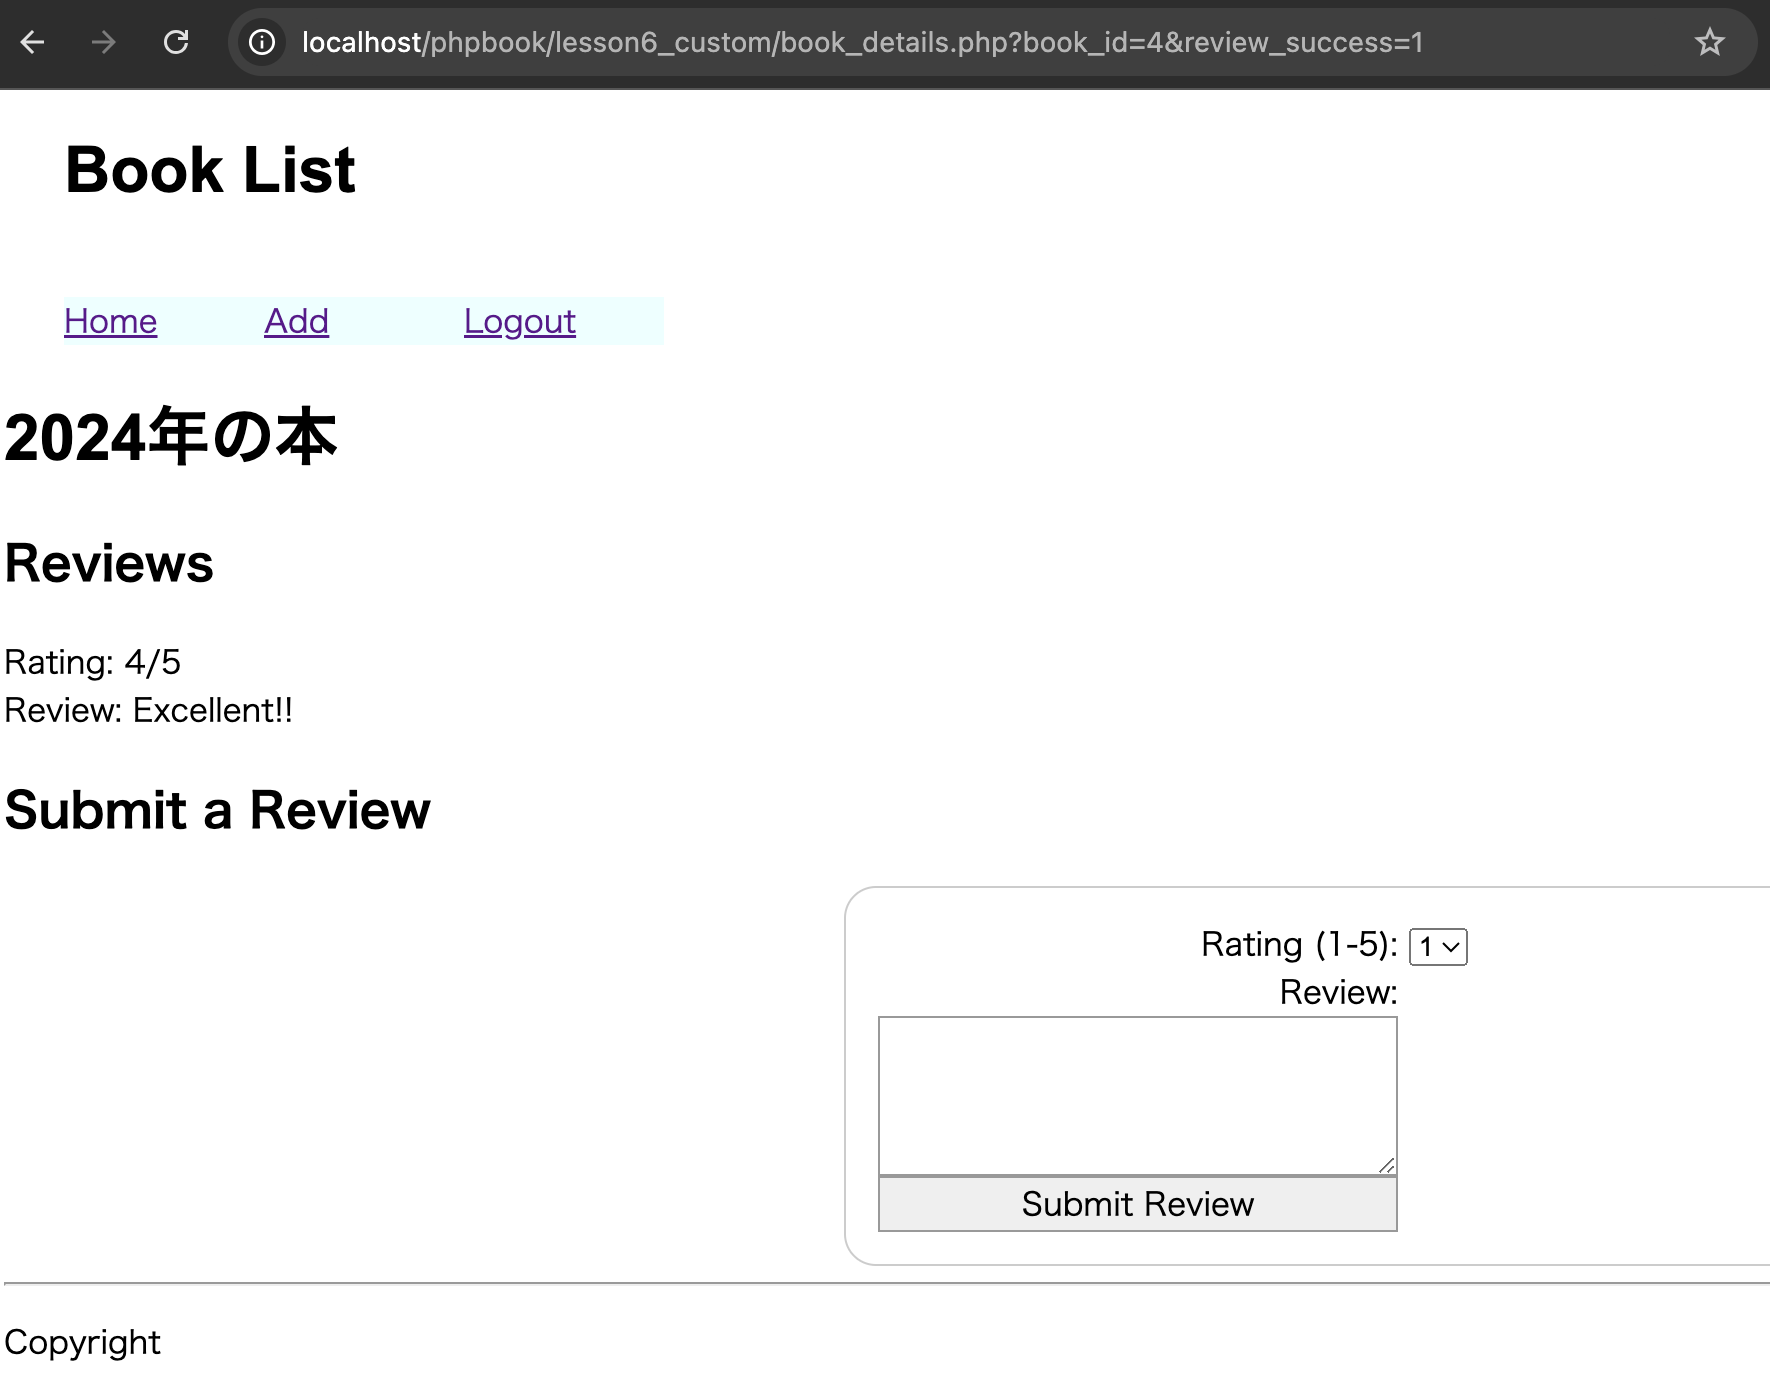 localhost/phpbook/lesson6_custom/book_details.php?book_id=4&review_success=1
Book List
Home Add Logout
2024年の本
Reviews
Rating: 4/5
Review: Excellent!!
Submit a Review
Rating (1-5): 1
Review:
Submit Review
Copyright